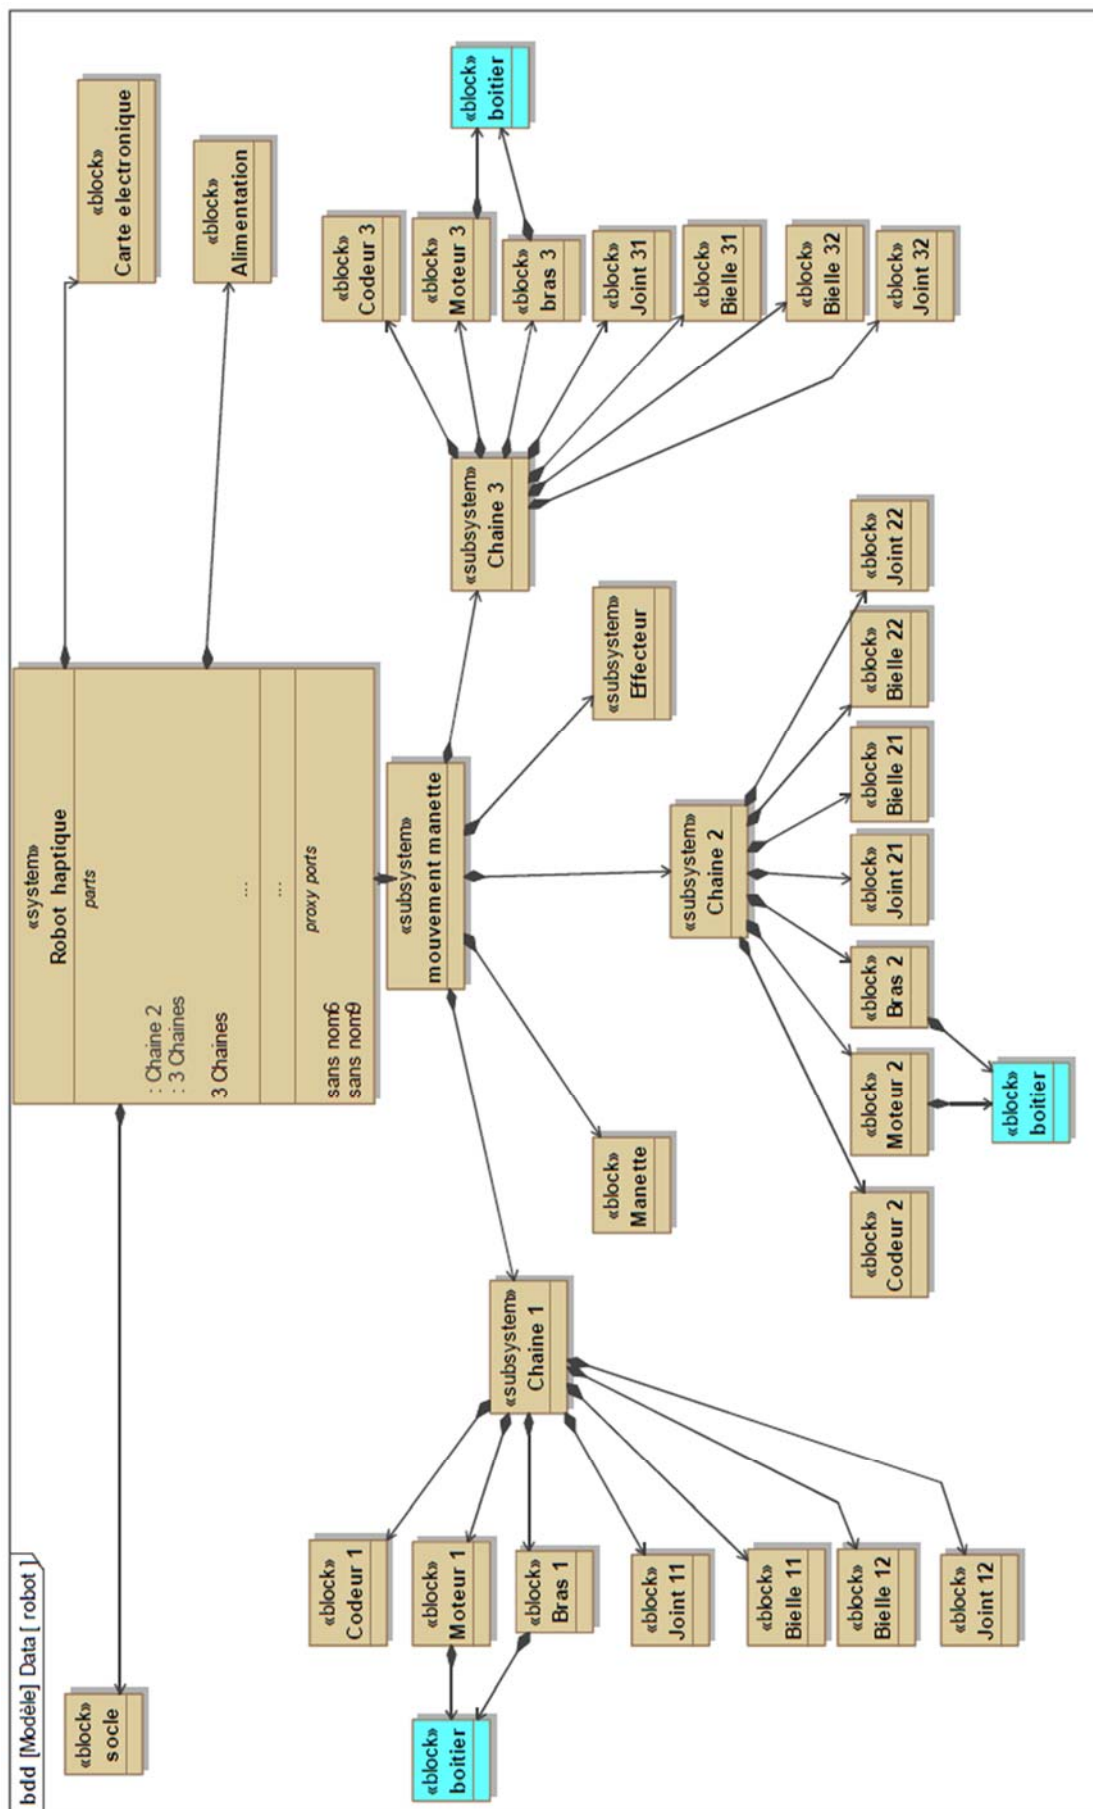 bdd [Modèle] Data [ robot ]
«block»
socle
«system»
Robot haptique
parts
: Chaine 2
: 3 Chaines
3 Chaines
...
...
proxy ports
sans nom6
sans nom9
«block»
Carte electronique
«block»
Alimentation
«subsystem»
mouvement manette
«subsystem»
Chaine 1
«block»
Manette
«subsystem»
Chaine 2
«subsystem»
Effecteur
«subsystem»
Chaine 3
«block»
Codeur 1
«block»
Moteur 1
«block»
Bras 1
«block»
boitier
«block»
Joint 11
«block»
Bielle 11
«block»
Bielle 12
«block»
Joint 12
«block»
Codeur 2
«block»
Moteur 2
«block»
Bras 2
«block»
Joint 21
«block»
Bielle 21
«block»
Bielle 22
«block»
Joint 22
«block»
boitier
«block»
Codeur 3
«block»
Moteur 3
«block»
bras 3
«block»
boitier
«block»
Joint 31
«block»
Bielle 31
«block»
Bielle 32
«block»
Joint 32